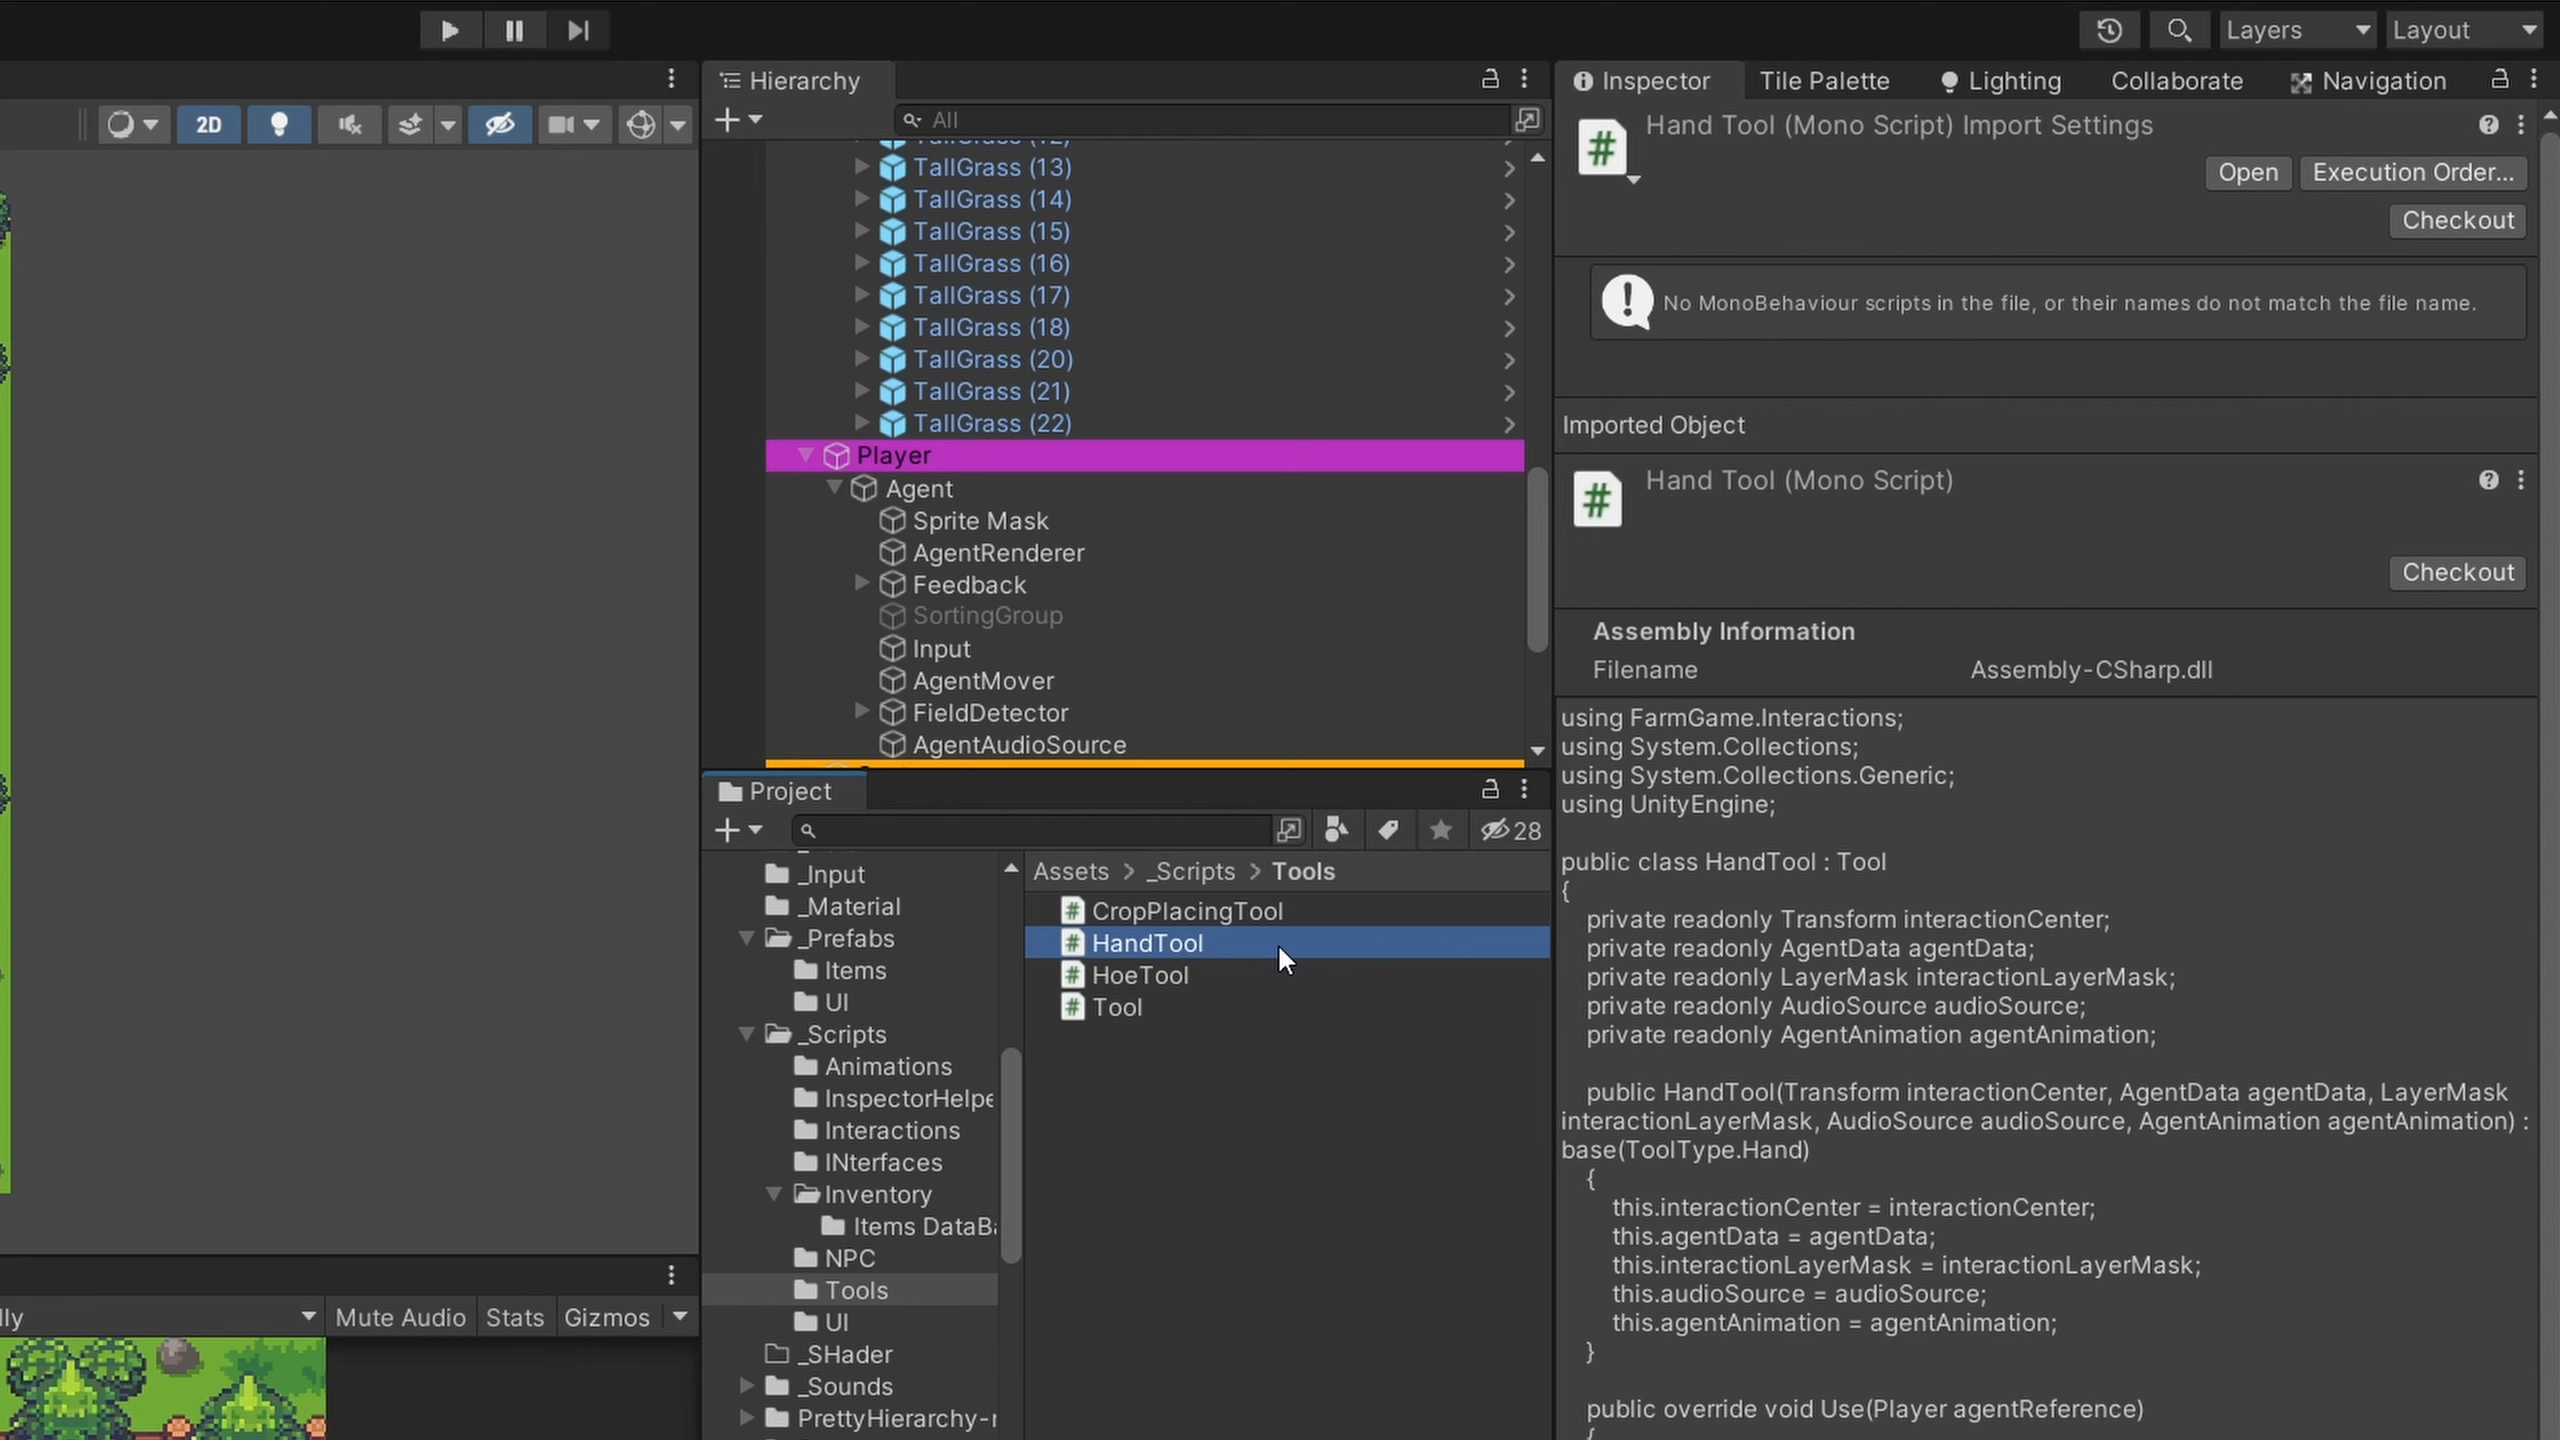 Layers
Layout
Hierarchy
Inspector
Tile Palette
Lighting
Collaborate
Navigation
2D
All
TallGrass (12)
TallGrass (13)
TallGrass (14)
TallGrass (15)
TallGrass (16)
TallGrass (17)
TallGrass (18)
TallGrass (20)
TallGrass (21)
TallGrass (22)
Player
Agent
Sprite Mask
AgentRenderer
Feedback
SortingGroup
Input
AgentMover
FieldDetector
AgentAudioSource
Project
28
_Input
_Material
_Prefabs
Items
UI
_Scripts
Animations
InspectorHelpe
Interactions
INterfaces
Inventory
Items DataBa
NPC
Tools
UI
_SHader
_Sounds
PrettyHierarchy-r
Assets > _Scripts > Tools
CropPlacingTool
HandTool
HoeTool
Tool
lly
Mute Audio
Stats
Gizmos
Hand Tool (Mono Script) Import Settings
Open
Execution Order...
Checkout
No MonoBehaviour scripts in the file, or their names do not match the file name.
Imported Object
Hand Tool (Mono Script)
Checkout
Assembly Information
Filename Assembly-CSharp.dll
using FarmGame.Interactions;
using System.Collections;
using System.Collections.Generic;
using UnityEngine;
public class HandTool : Tool
{
private readonly Transform interactionCenter;
private readonly AgentData agentData;
private readonly LayerMask interactionLayerMask;
private readonly AudioSource audioSource;
private readonly AgentAnimation agentAnimation;
public HandTool(Transform interactionCenter, AgentData agentData, LayerMask
interactionLayerMask, AudioSource audioSource, AgentAnimation agentAnimation) :
base(ToolType.Hand)
{
this.interactionCenter = interactionCenter;
this.agentData = agentData;
this.interactionLayerMask = interactionLayerMask;
this.audioSource = audioSource;
this.agentAnimation = agentAnimation;
}
public override void Use(Player agentReference)
{